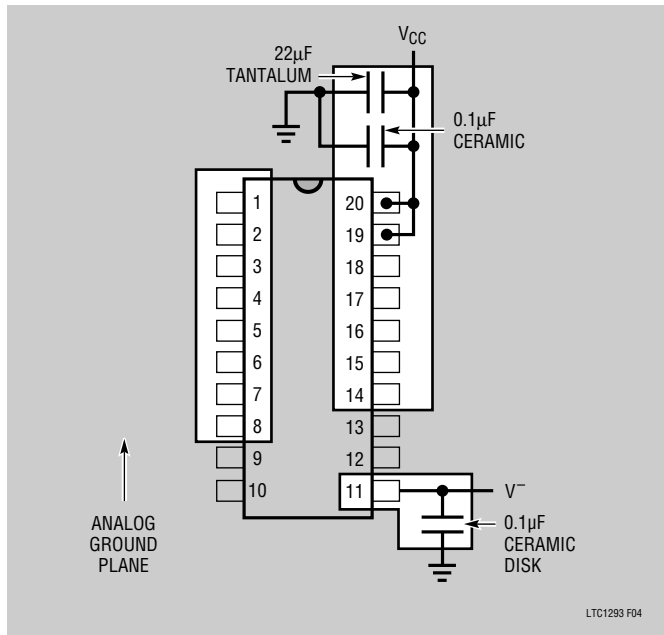 V_CC
22µF
TANTALUM
0.1µF
CERAMIC
1
2
3
4
5
6
7
8
9
10
20
19
18
17
16
15
14
13
12
11
V⁻
ANALOG
GROUND
PLANE
0.1µF
CERAMIC
DISK
LTC1293 F04